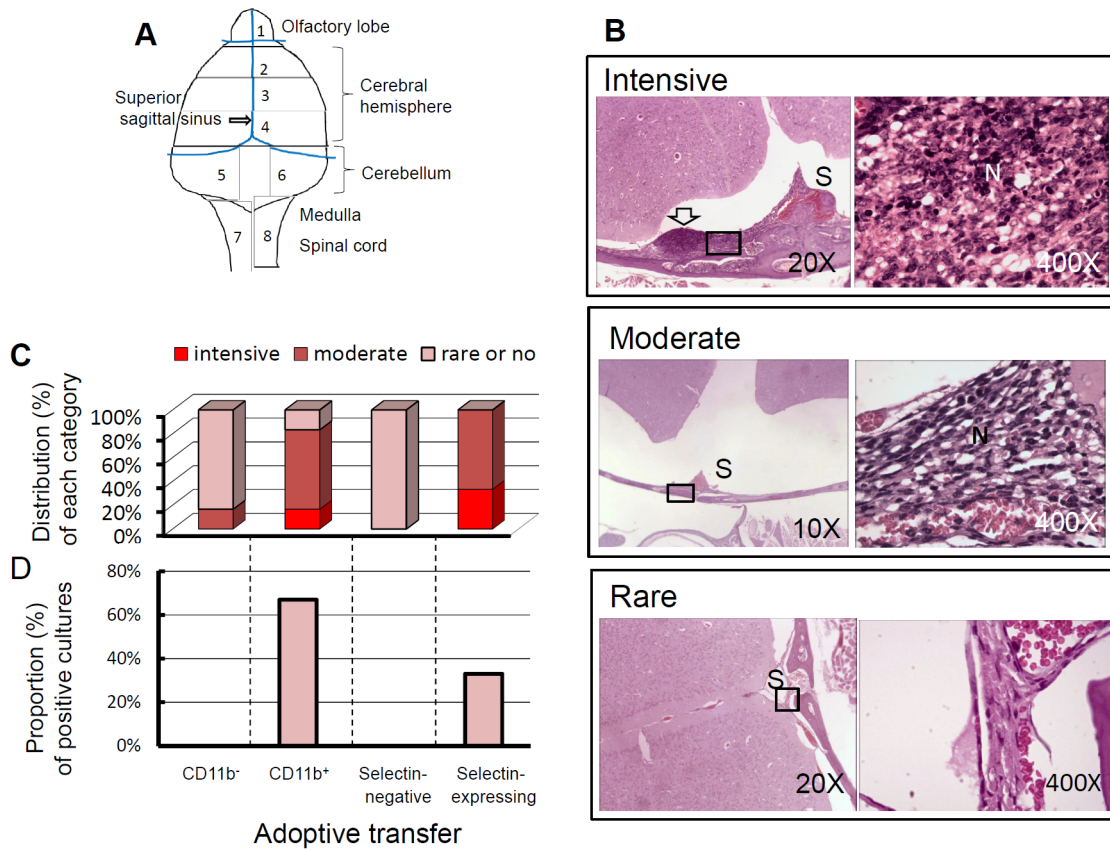 A
1
Olfactory lobe
2
3
4
Cerebral
hemisphere
Superior
sagittal sinus
5
6
Cerebellum
7
8
Medulla
Spinal cord
B
Intensive
S
20X
N
400X
Moderate
S
10X
N
400X
Rare
S
20X
400X
C
intensive moderate rare or no
Distribution (%)
of each category
100%
80%
60%
40%
20%
0%
D
Proportion (%)
of positive cultures
80%
60%
40%
20%
0%
CD11b⁻
CD11b⁺
Selectin-
negative
Selectin-
expressing
Adoptive transfer